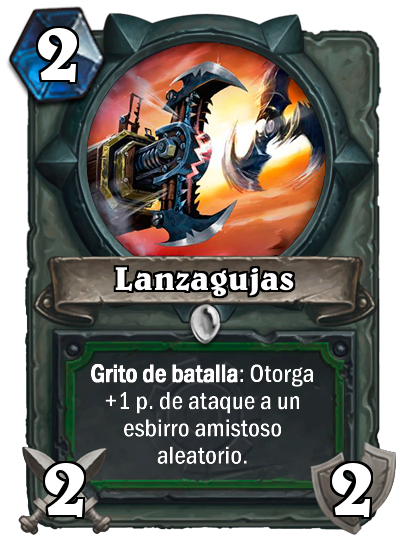 2
Lanzagujas
Grito de batalla: Otorga
+1 p. de ataque a un
esbirro amistoso
aleatorio.
2
2